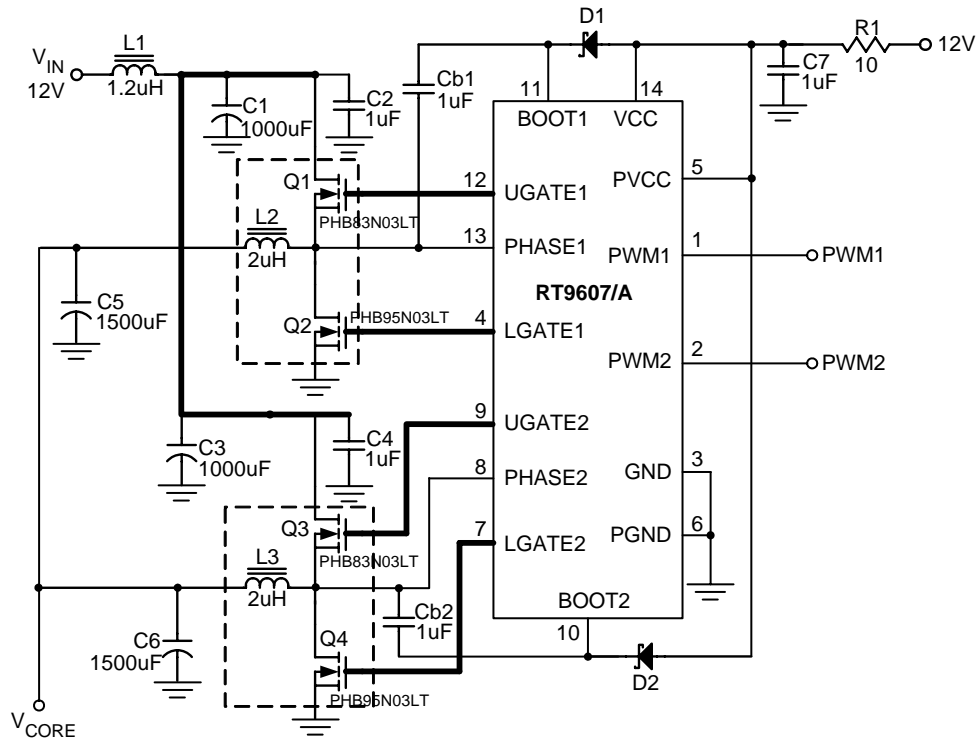 D1
R1
12V
10
V_IN
12V
L1
1.2uH
C1
1000uF
C2
1uF
Cb1
1uF
C7
1uF
11
14
BOOT1
VCC
Q1
PHB83N03LT
12
UGATE1
PVCC
5
L2
2uH
13
PHASE1
PWM1
1
PWM1
RT9607/A
C5
1500uF
Q2
PHB95N03LT
4
LGATE1
PWM2
2
PWM2
9
UGATE2
C3
1000uF
C4
1uF
8
PHASE2
GND
3
Q3
PHB83N03LT
7
LGATE2
PGND
6
L3
2uH
BOOT2
10
Cb2
1uF
C6
1500uF
Q4
PHB95N03LT
D2
V_CORE